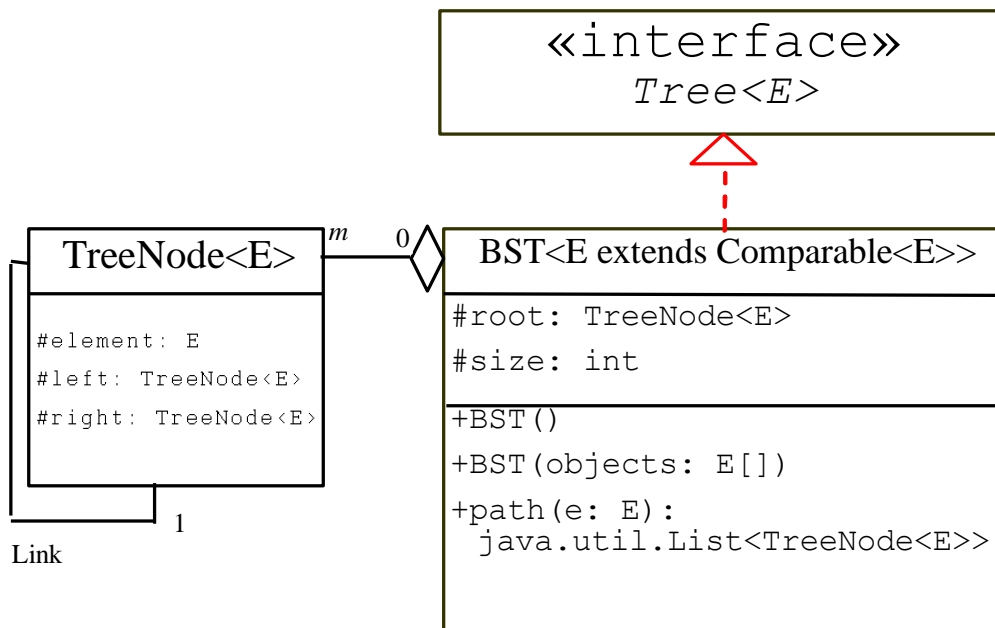 «interface»
Tree<E>
TreeNode<E>
m
0
BST<E extends Comparable<E>>
#element: E
#left: TreeNode<E>
#right: TreeNode<E>
1
Link
#root: TreeNode<E>
#size: int
+BST()
+BST(objects: E[])
+path(e: E):
java.util.List<TreeNode<E>>